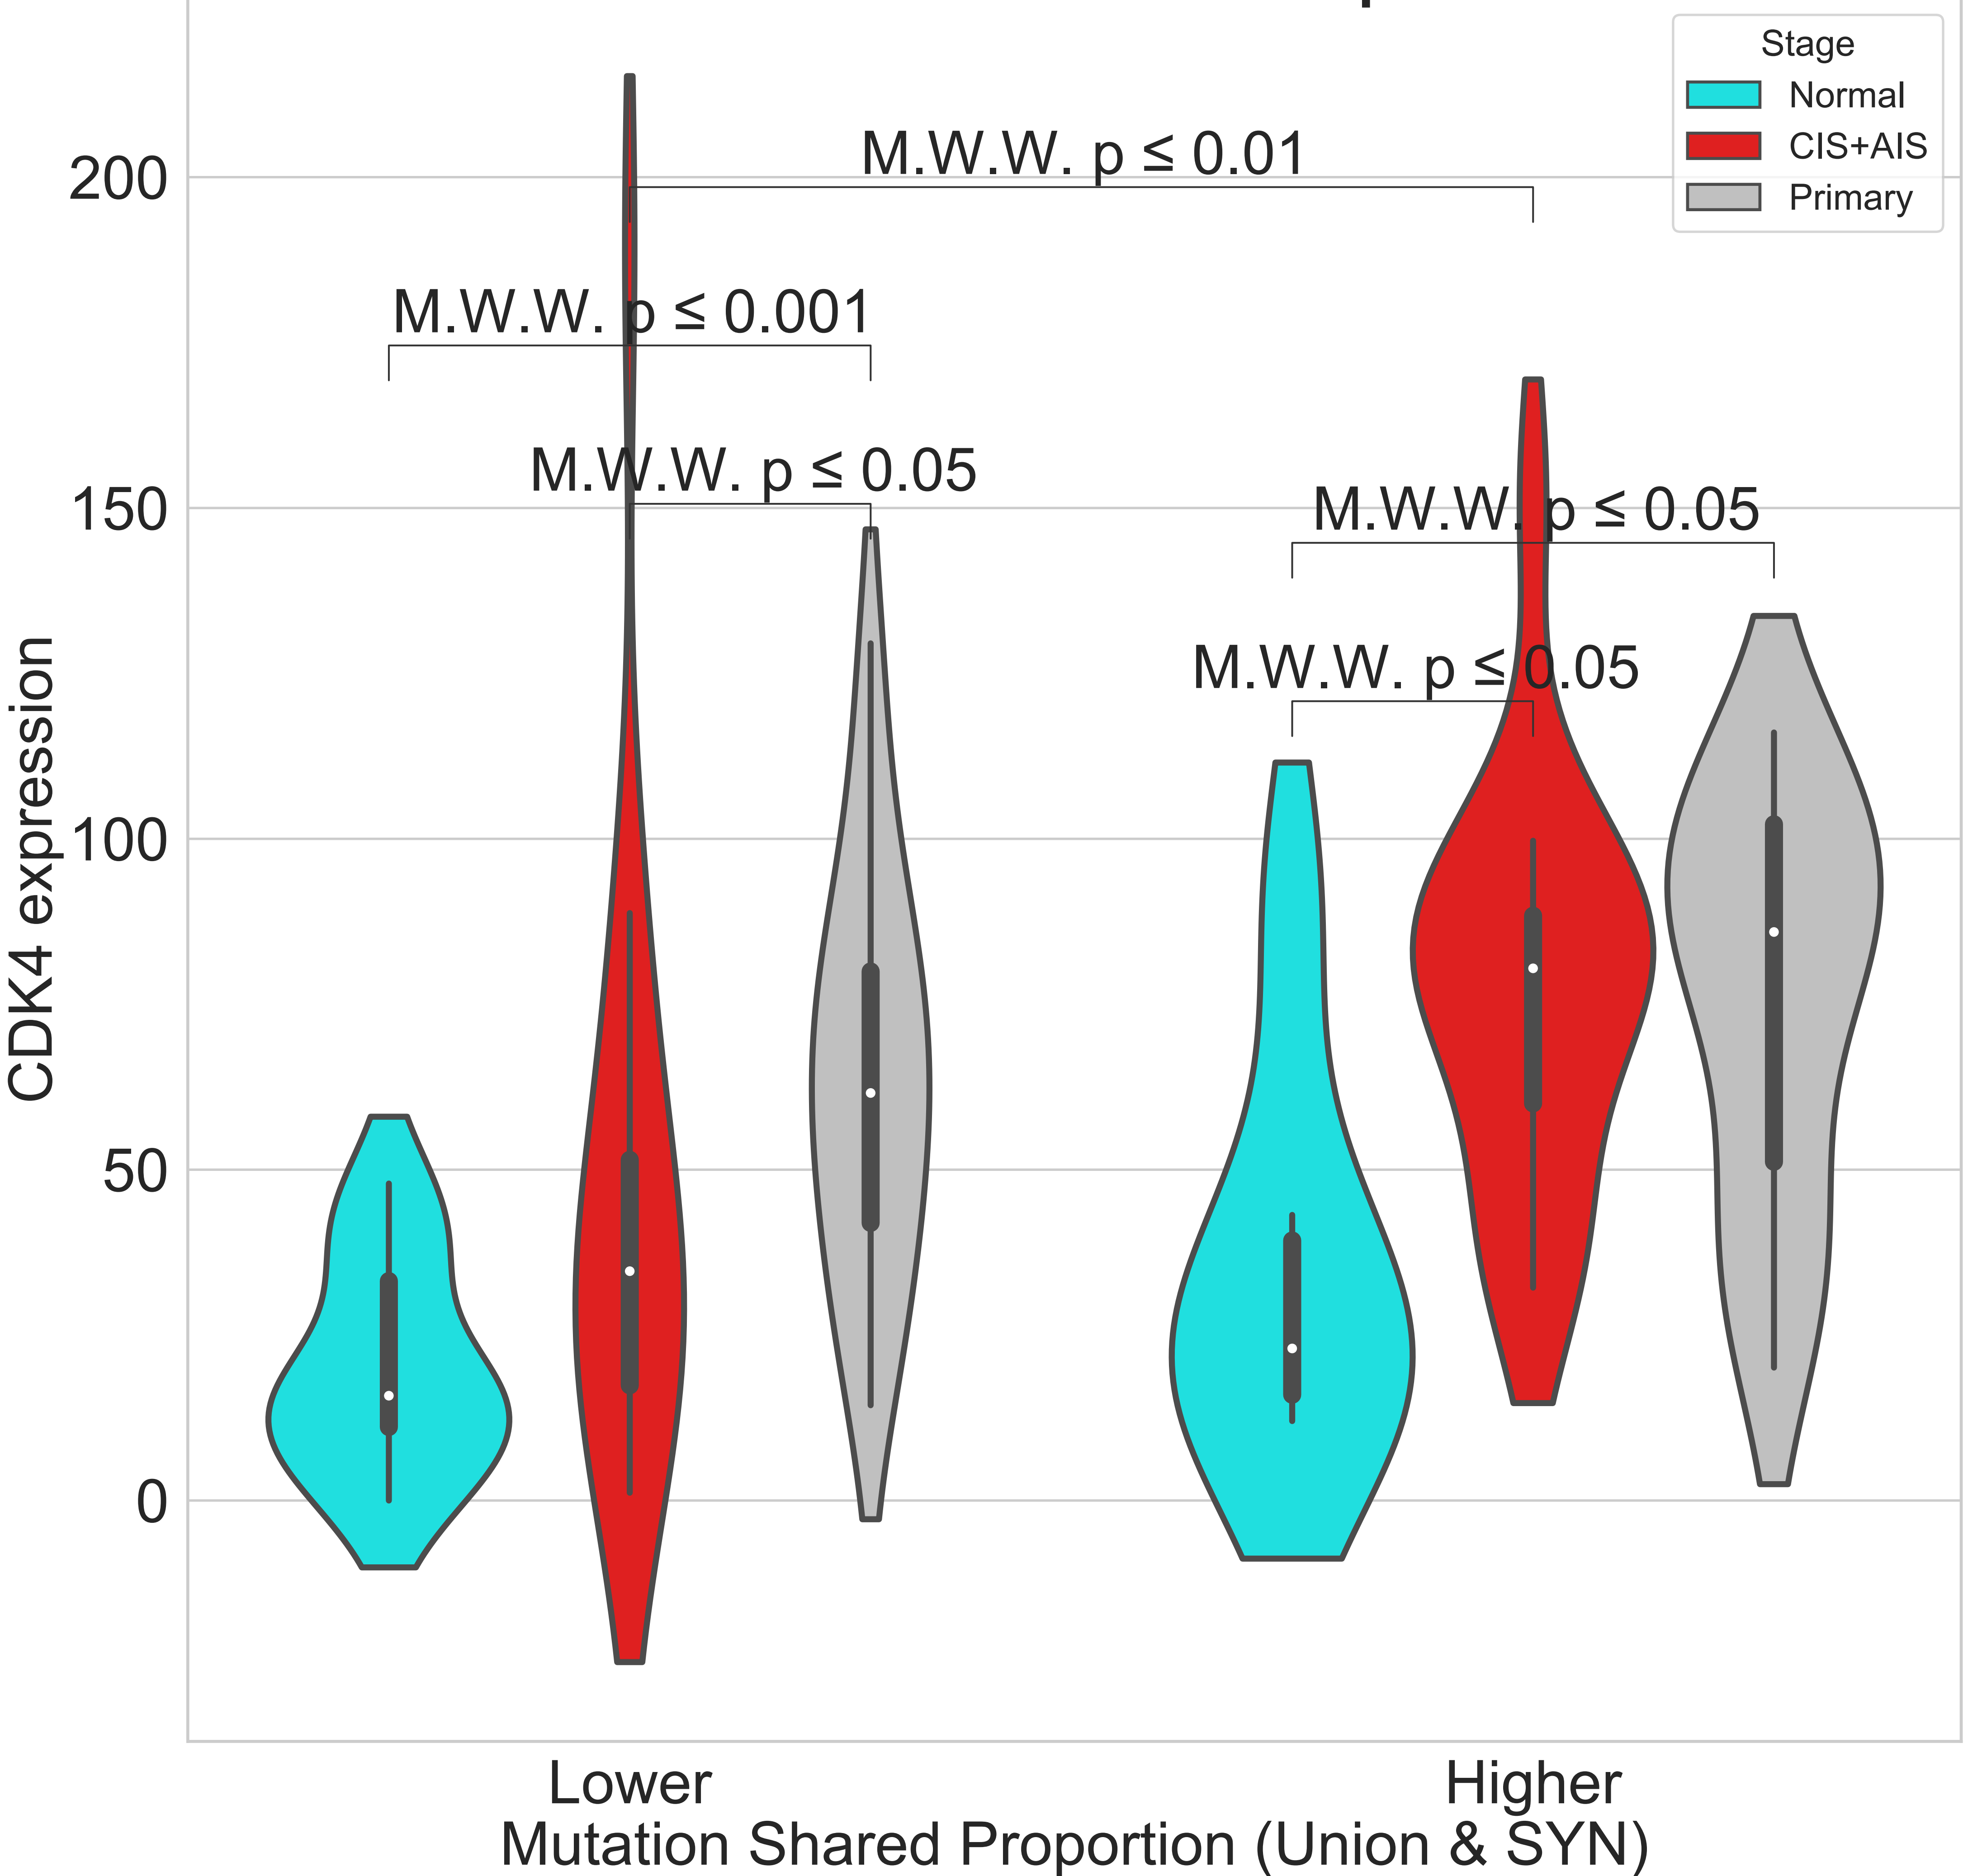 Stage
Normal
CIS+AIS
Primary
M.W.W. p ≤ 0.01
M.W.W. p ≤ 0.001
M.W.W. p ≤ 0.05
M.W.W. p ≤ 0.05
M.W.W. p ≤ 0.05
200
150
100
50
0
CDK4 expression
Lower
Higher
Mutation Shared Proportion (Union & SYN)